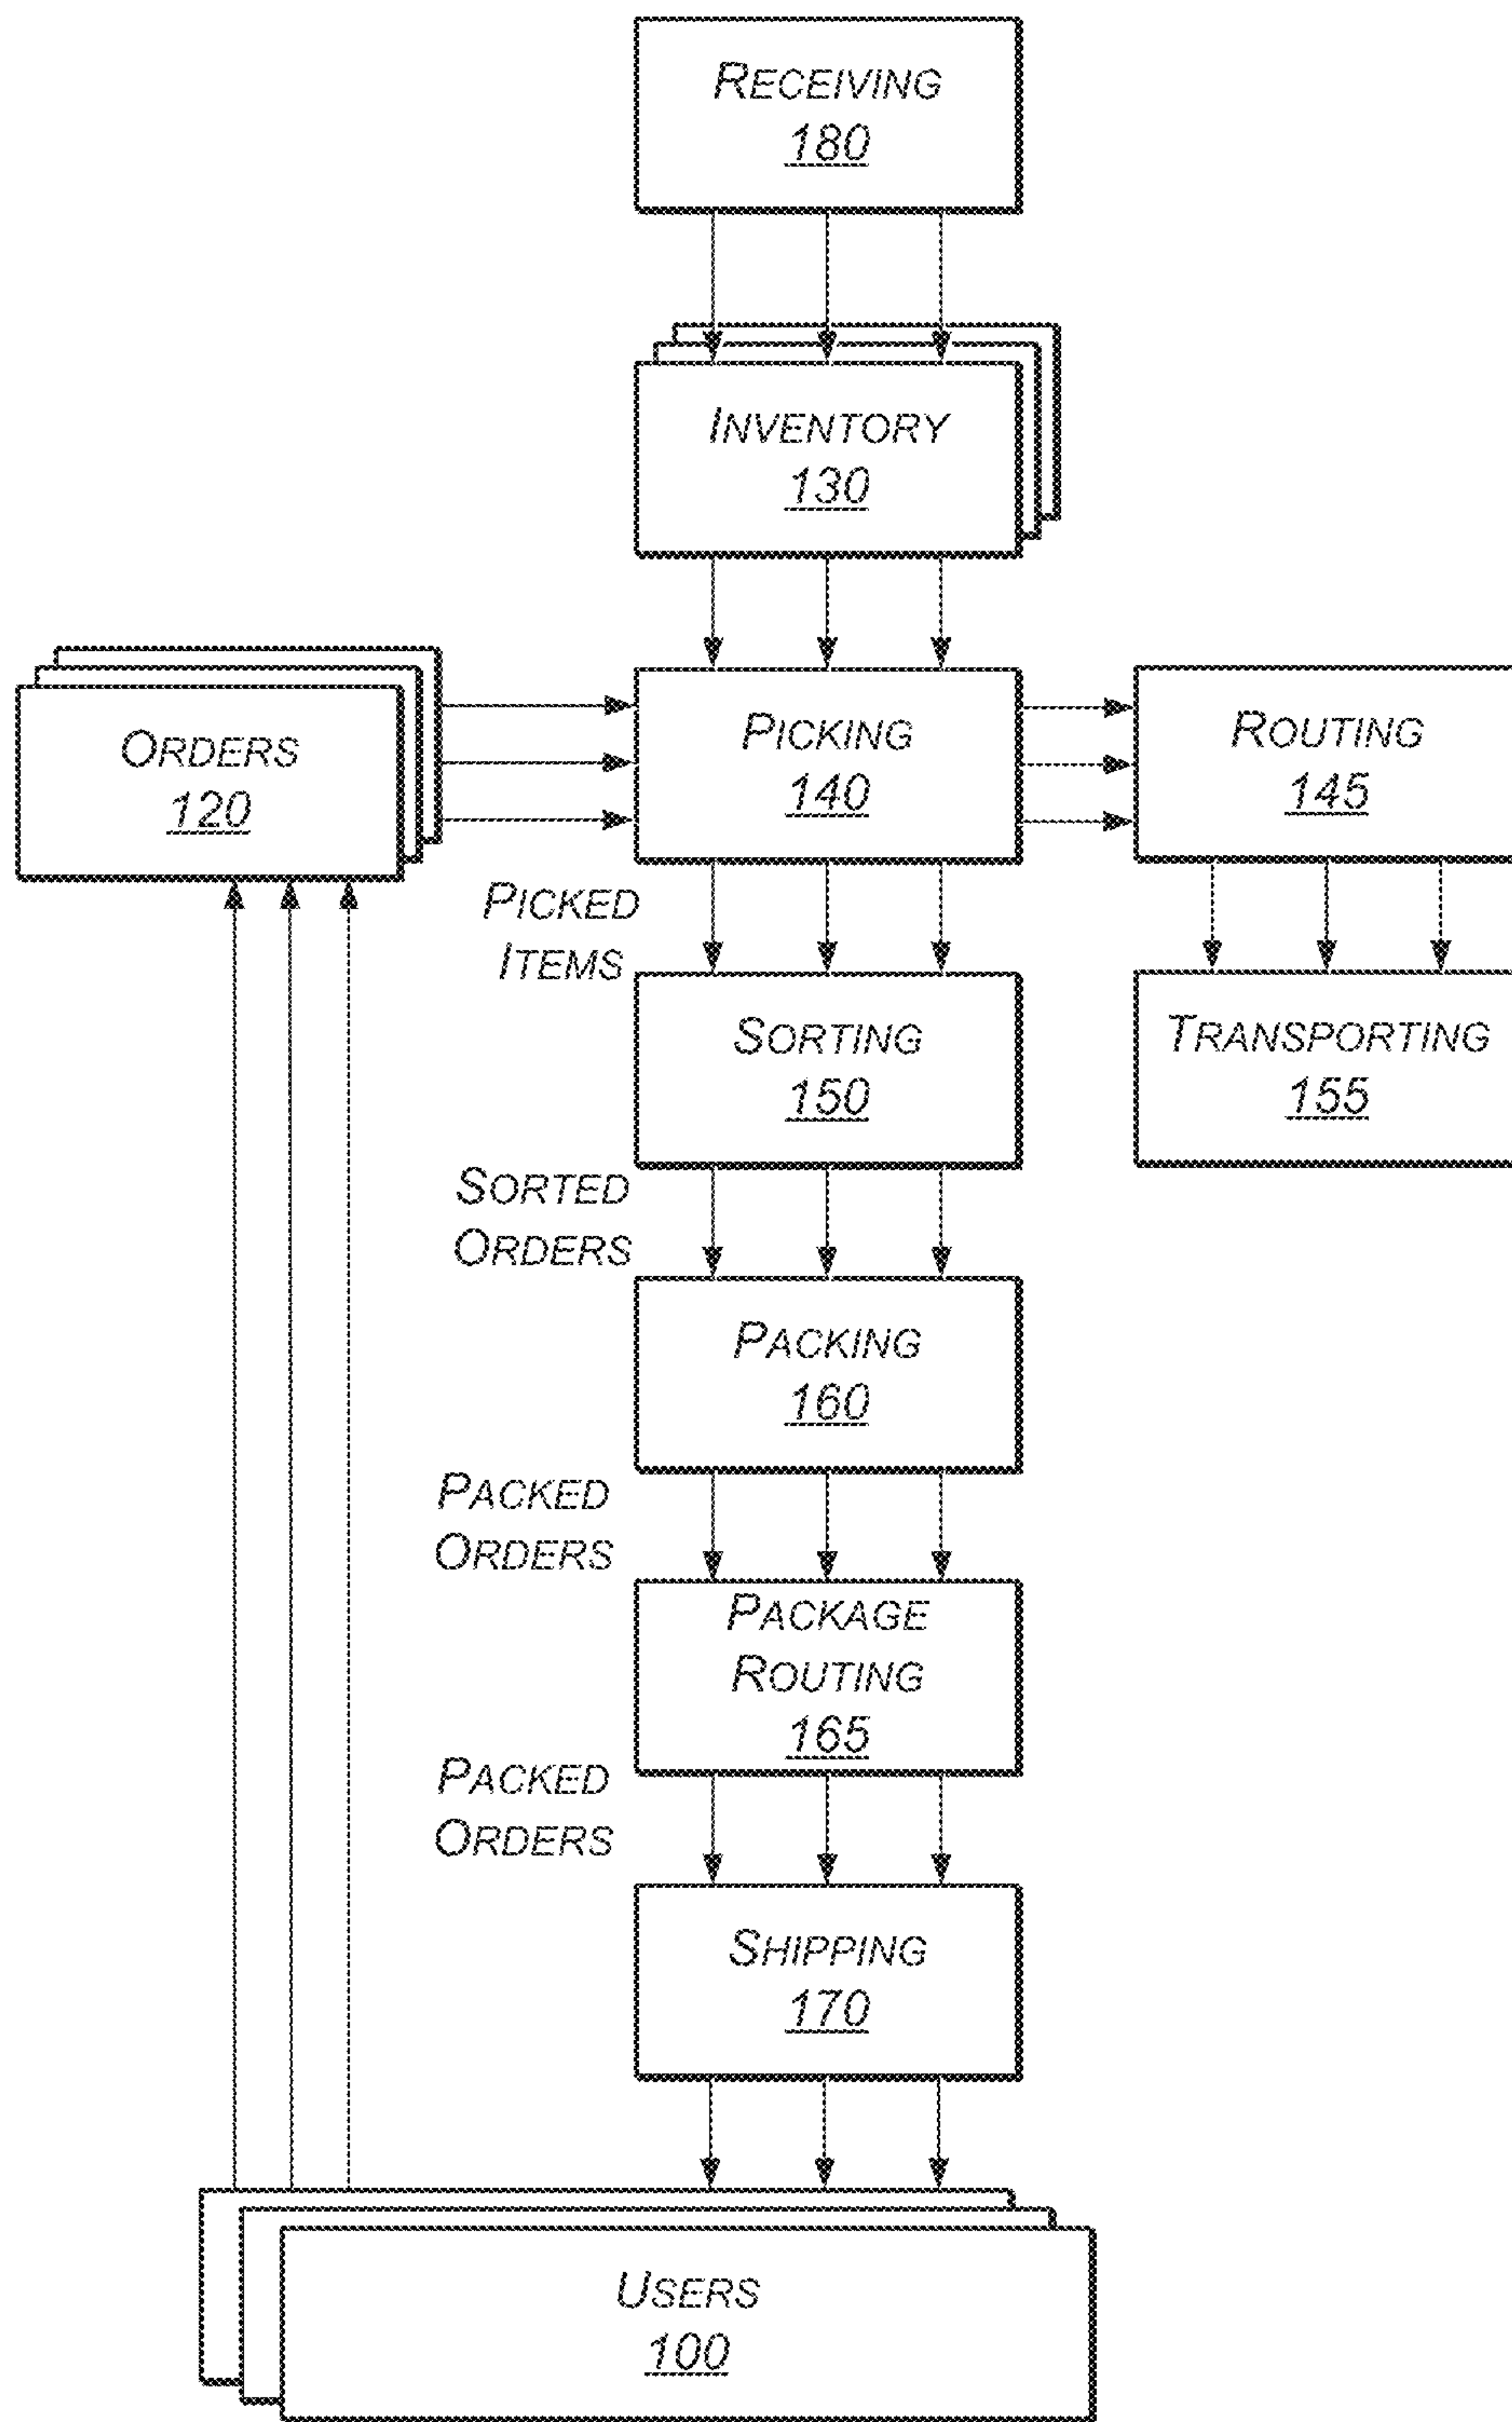 RECEIVING
180
INVENTORY
130
ORDERS
120
PICKING
140
ROUTING
145
PICKED
ITEMS
SORTING
150
TRANSPORTING
155
SORTED
ORDERS
PACKING
160
PACKED
ORDERS
PACKAGE
ROUTING
165
PACKED
ORDERS
SHIPPING
170
USERS
100